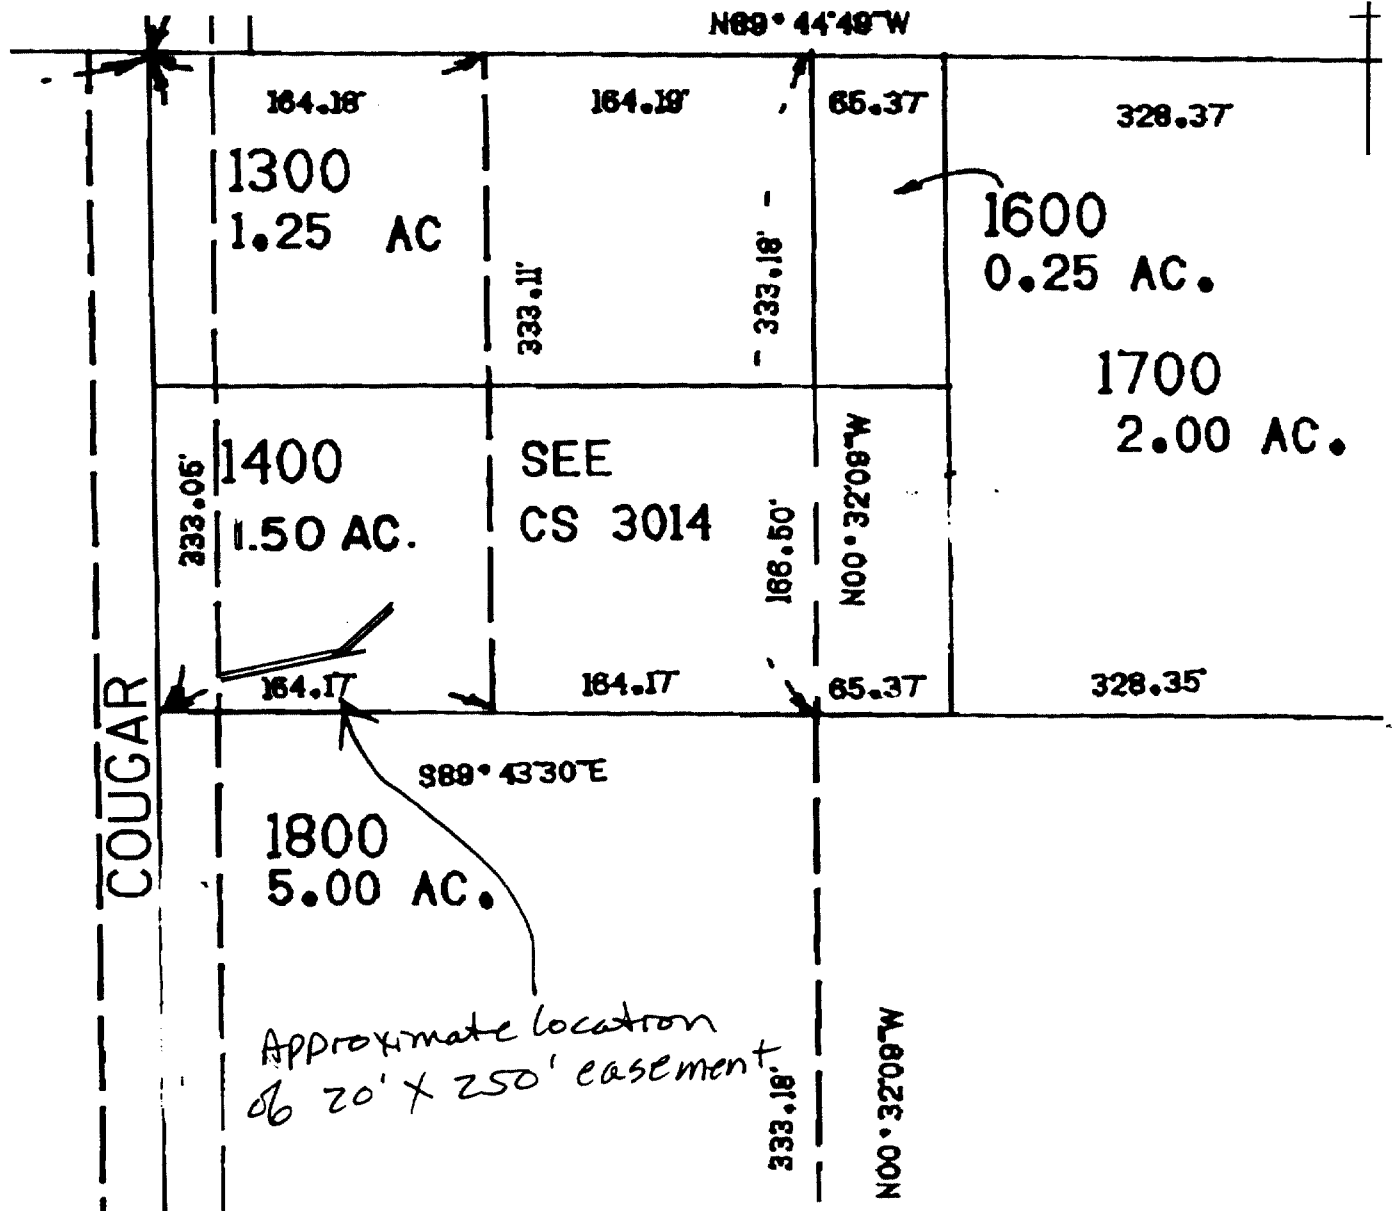 N89°44'49"W
164.18'
164.19'
65.37'
328.37'
1300
1.25 AC
333.11'
333.18'
1600
0.25 AC.
1700
2.00 AC.
333.05'
1400
1.50 AC.
SEE
CS 3014
166.50'
N00°32'09"W
164.17'
164.17'
65.37'
328.35'
COUGAR
S89°43'30"E
1800
5.00 AC.
Approximate location
of 20' X 250' easement
333.18'
N00°32'09"W